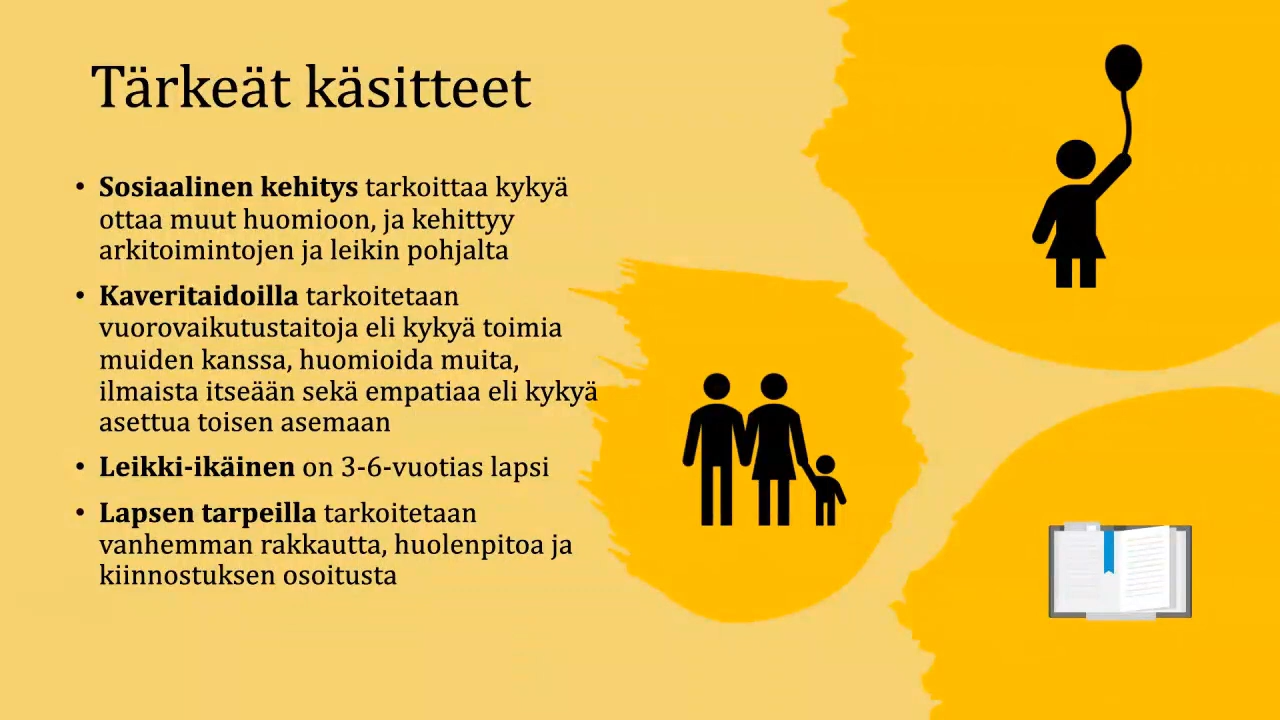 Tärkeät käsitteet
• Sosiaalinen kehitys tarkoittaa kykyä
ottaa muut huomioon, ja kehittyy
arkitoimintojen ja leikin pohjalta
• Kaveritaidoilla tarkoitetaan
vuorovaikutustaitoja eli kykyä toimia
muiden kanssa, huomioida muita,
ilmaista itseään sekä empatiaa eli kykyä
asettua toisen asemaan
• Leikki-ikäinen on 3-6-vuotias lapsi
• Lapsen tarpeilla tarkoitetaan
vanhemman rakkautta, huolenpitoa ja
kiinnostuksen osoitusta